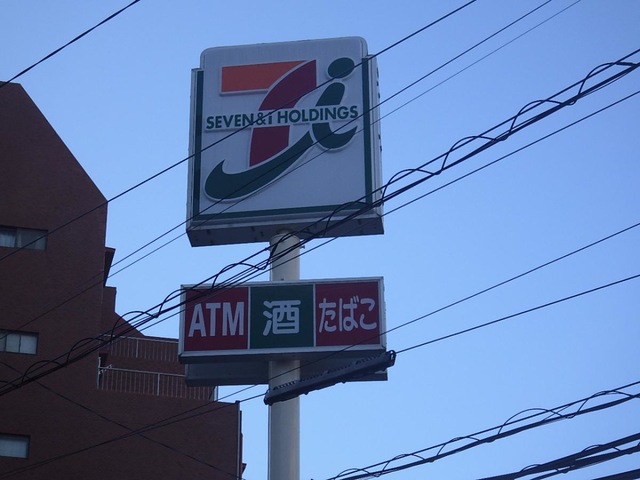 SEVEN & i HOLDINGS
ATM 酒 たばこ